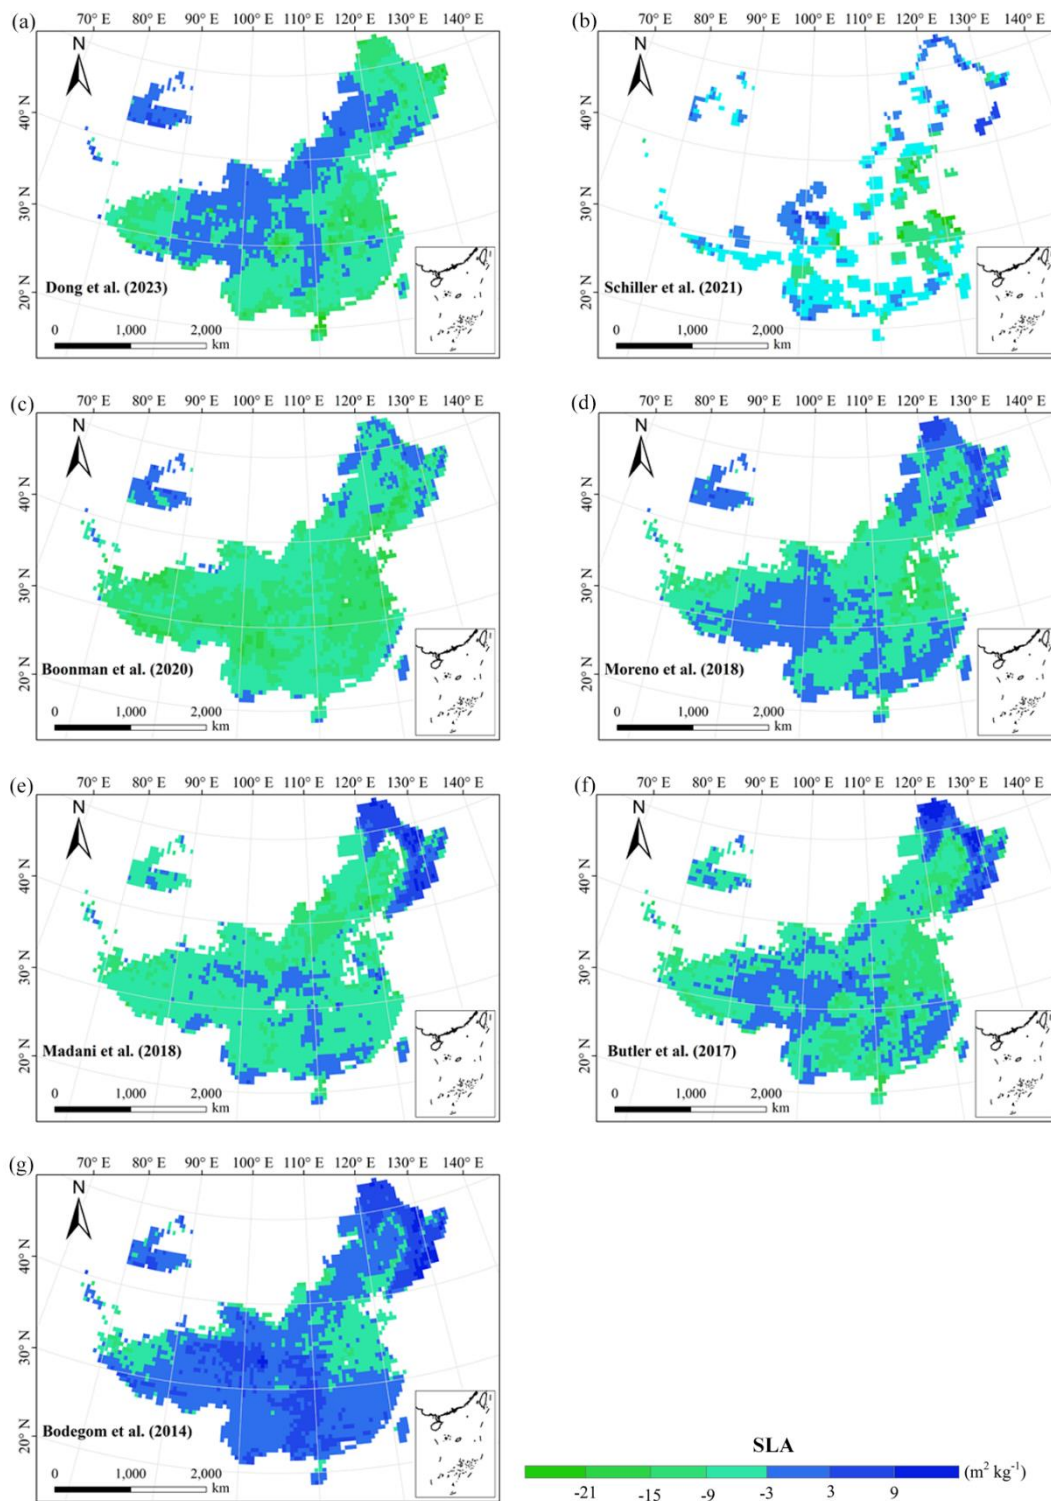 (a)
70° E 80° E 90° E 100° E 110° E 120° E 130° E 140° E
N
40° N
30° N
20° N
Dong et al. (2023)
0 1,000 2,000
km
(b)
70° E 80° E 90° E 100° E 110° E 120° E 130° E 140° E
N
40° N
30° N
20° N
Schiller et al. (2021)
0 1,000 2,000
km
(c)
70° E 80° E 90° E 100° E 110° E 120° E 130° E 140° E
N
40° N
30° N
20° N
Boonman et al. (2020)
0 1,000 2,000
km
(d)
70° E 80° E 90° E 100° E 110° E 120° E 130° E 140° E
N
40° N
30° N
20° N
Moreno et al. (2018)
0 1,000 2,000
km
(e)
70° E 80° E 90° E 100° E 110° E 120° E 130° E 140° E
N
40° N
30° N
20° N
Madani et al. (2018)
0 1,000 2,000
km
(f)
70° E 80° E 90° E 100° E 110° E 120° E 130° E 140° E
N
40° N
30° N
20° N
Butler et al. (2017)
0 1,000 2,000
km
(g)
70° E 80° E 90° E 100° E 110° E 120° E 130° E 140° E
N
40° N
30° N
20° N
Bodegom et al. (2014)
0 1,000 2,000
km
SLA
(m² kg⁻¹)
-21 -15 -9 -3 3 9